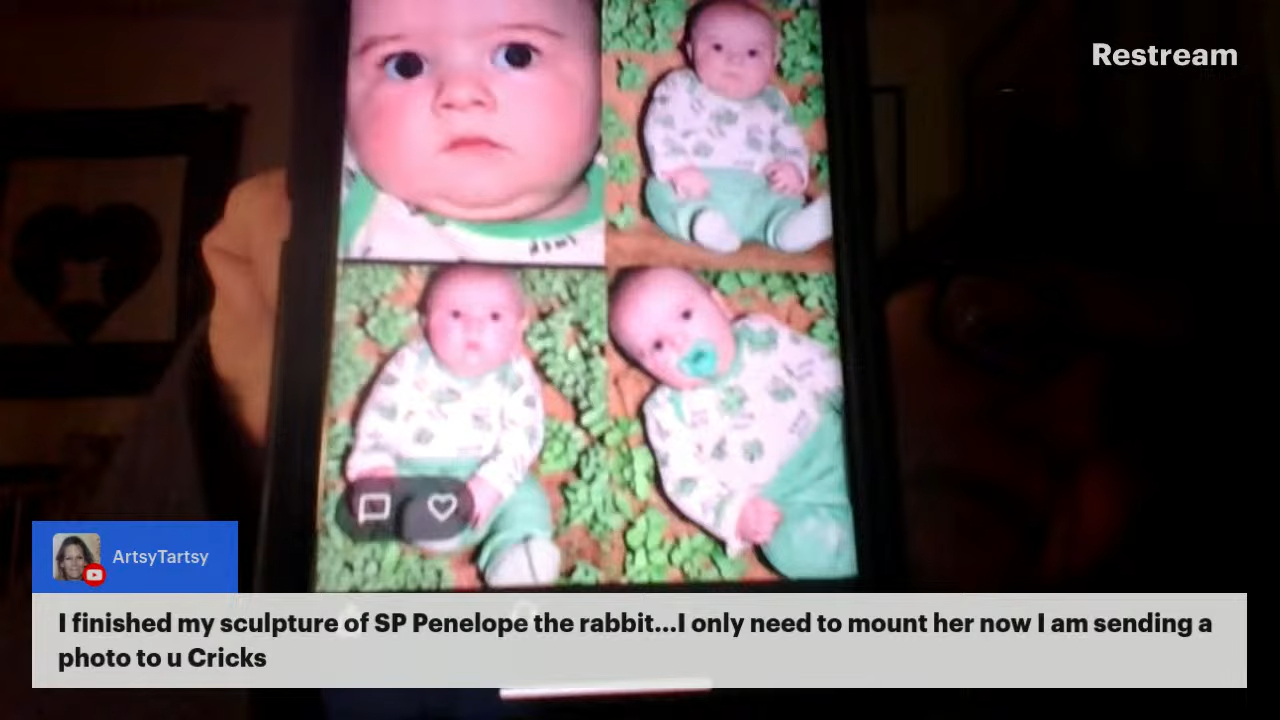 Restream
ArtsyTartsy
I finished my sculpture of SP Penelope the rabbit...I only need to mount her now I am sending a
photo to u Cricks